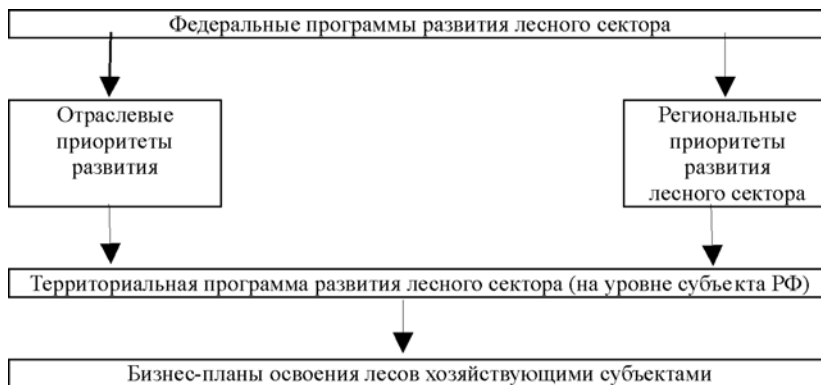 Федеральные программы развития лесного сектора
Отраслевые
приоритеты
развития
Региональные
приоритеты
развития
лесного сектора
Территориальная программа развития лесного сектора (на уровне субъекта РФ)
Бизнес-планы освоения лесов хозяйствующими субъектами